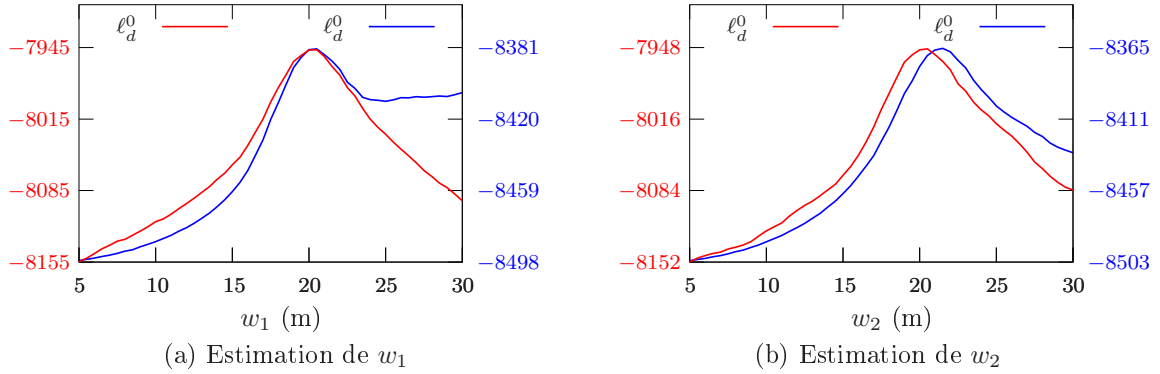 ℓ_d^0 ℓ_d^0
−7945 −8381
−8015 −8420
−8085 −8459
−8155 −8498
5 10 15 20 25 30
w_1 (m)
(a) Estimation de w_1
ℓ_d^0 ℓ_d^0
−7948 −8365
−8016 −8411
−8084 −8457
−8152 −8503
5 10 15 20 25 30
w_2 (m)
(b) Estimation de w_2